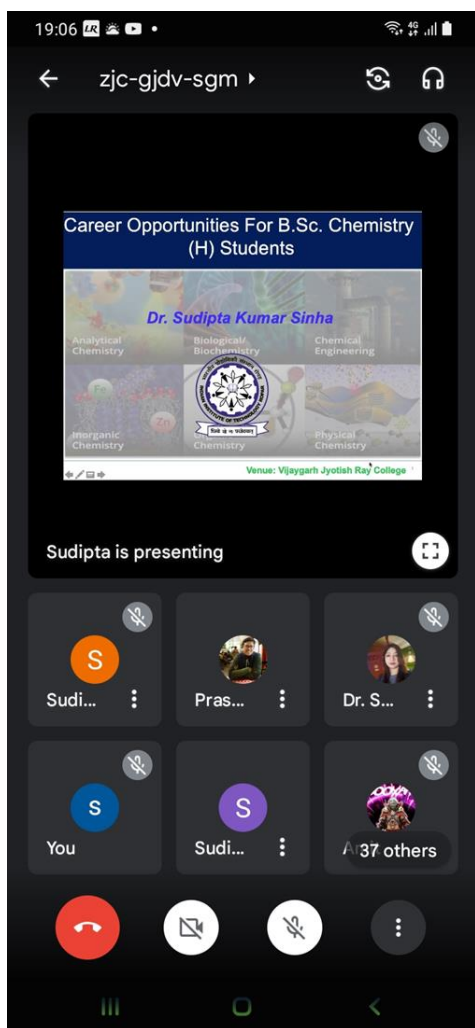 19:06
4G
zjc-gjdv-sgm
Career Opportunities For B.Sc. Chemistry
(H) Students
Dr. Sudipta Kumar Sinha
Analytical
Chemistry
Biological/
Biochemistry
Chemical
Engineering
Inorganic
Chemistry
Chemistry
Physical
Chemistry
Venue: Vijaygarh Jyotish Ray College
Sudipta is presenting
S
Sudi...
Pras...
Dr. S...
s
You
S
Sudi...
37 others